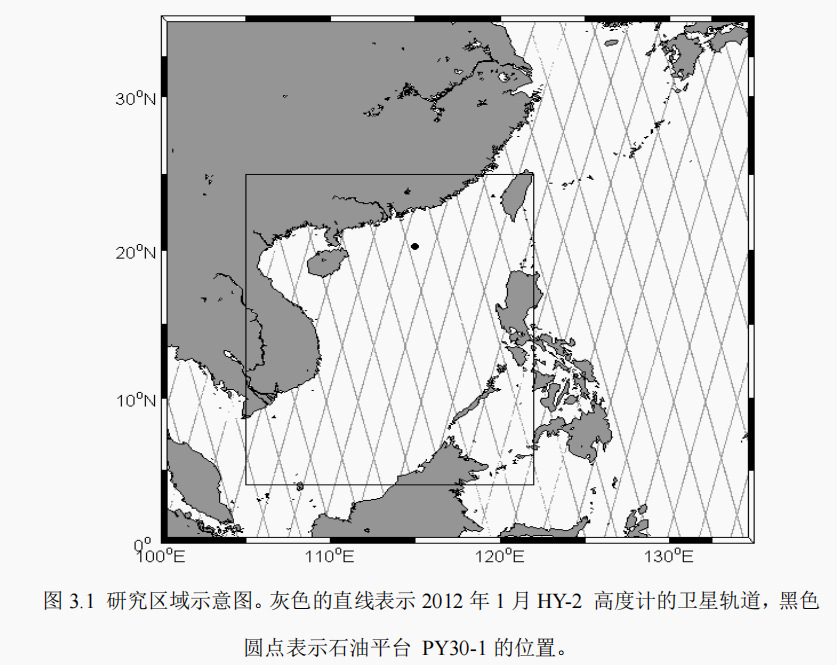 30°N
20°N
10°N
0°
100°E 110°E 120°E 130°E
图 3.1 研究区域示意图。灰色的直线表示 2012 年 1 月 HY-2 高度计的卫星轨道，黑色
圆点表示石油平台 PY30-1 的位置。